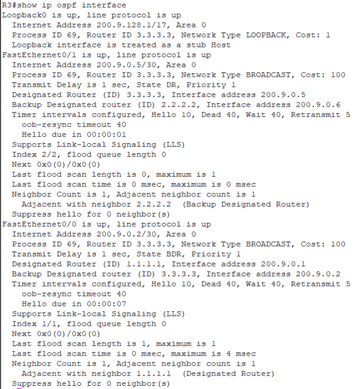 R3#show ip ospf interface
Loopback0 is up, line protocol is up
Internet Address 200.9.128.1/17, Area 0
Process ID 69, Router ID 3.3.3.3, Network Type LOOPBACK, Cost: 1
Loopback interface is treated as a stub Host
FastEthernet0/1 is up, line protocol is up
Internet Address 200.9.0.5/30, Area 0
Process ID 69, Router ID 3.3.3.3, Network Type BROADCAST, Cost: 100
Transmit Delay is 1 sec, State DR, Priority 1
Designated Router (ID) 3.3.3.3, Interface address 200.9.0.5
Backup Designated router (ID) 2.2.2.2, Interface address 200.9.0.6
Timer intervals configured, Hello 10, Dead 40, Wait 40, Retransmit 5
oob-resync timeout 40
Hello due in 00:00:01
Supports Link-local Signaling (LLS)
Index 2/2, flood queue length 0
Next 0x0(0)/0x0(0)
Last flood scan length is 0, maximum is 1
Last flood scan time is 0 msec, maximum is 0 msec
Neighbor Count is 1, Adjacent neighbor count is 1
Adjacent with neighbor 2.2.2.2 (Backup Designated Router)
Suppress hello for 0 neighbor(s)
FastEthernet0/0 is up, line protocol is up
Internet Address 200.9.0.2/30, Area 0
Process ID 69, Router ID 3.3.3.3, Network Type BROADCAST, Cost: 100
Transmit Delay is 1 sec, State BDR, Priority 1
Designated Router (ID) 1.1.1.1, Interface address 200.9.0.1
Backup Designated router (ID) 3.3.3.3, Interface address 200.9.0.2
Timer intervals configured, Hello 10, Dead 40, Wait 40, Retransmit 5
oob-resync timeout 40
Hello due in 00:00:07
Supports Link-local Signaling (LLS)
Index 1/1, flood queue length 0
Next 0x0(0)/0x0(0)
Last flood scan length is 1, maximum is 1
Last flood scan time is 0 msec, maximum is 4 msec
Neighbor Count is 1, Adjacent neighbor count is 1
Adjacent with neighbor 1.1.1.1 (Designated Router)
Suppress hello for 0 neighbor(s)